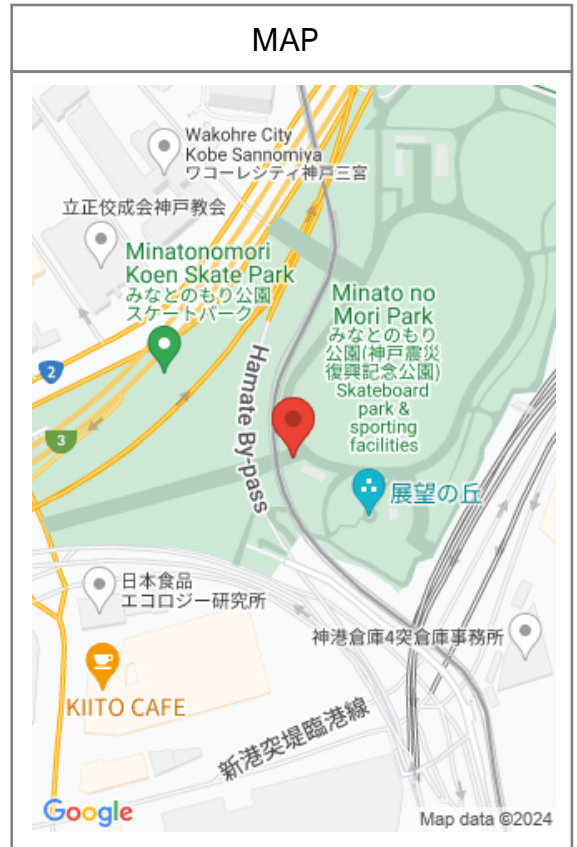 MAP
Wakohre City
Kobe Sannomiya
ワコーレシティ神戸三宮
立正佼成会神戸教会
Minatonomori
Koen Skate Park
みなとのもり公園
スケートパーク
Minato no
Mori Park
みなとのもり
公園(神戸震災
復興記念公園)
Skateboard
park &
sporting
facilities
2
Hamate By-pass
3
展望の丘
日本食品
エコロジー研究所
神港倉庫4突倉庫事務所
KIITO CAFE
新港突堤臨港線
Google
Map data ©2024